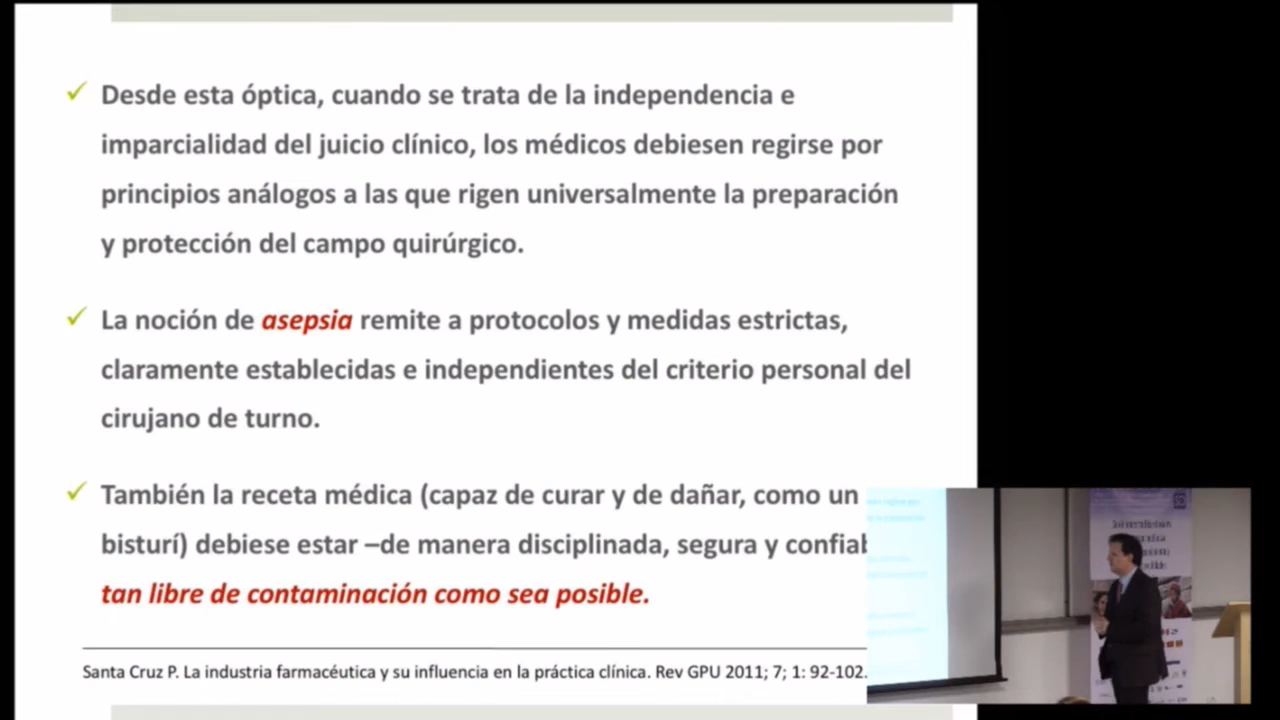 Desde esta óptica, cuando se trata de la independencia e
imparcialidad del juicio clínico, los médicos debiesen regirse por
principios análogos a las que rigen universalmente la preparación
y protección del campo quirúrgico.
La noción de asepsia remite a protocolos y medidas estrictas,
claramente establecidas e independientes del criterio personal del
cirujano de turno.
También la receta médica (capaz de curar y de dañar, como un
bisturí) debiese estar –de manera disciplinada, segura y
tan libre de contaminación como sea posible.
Santa Cruz P. La industria farmacéutica y su influencia en la práctica clínica. Rev GPU 2011; 7; 1: 92-102.